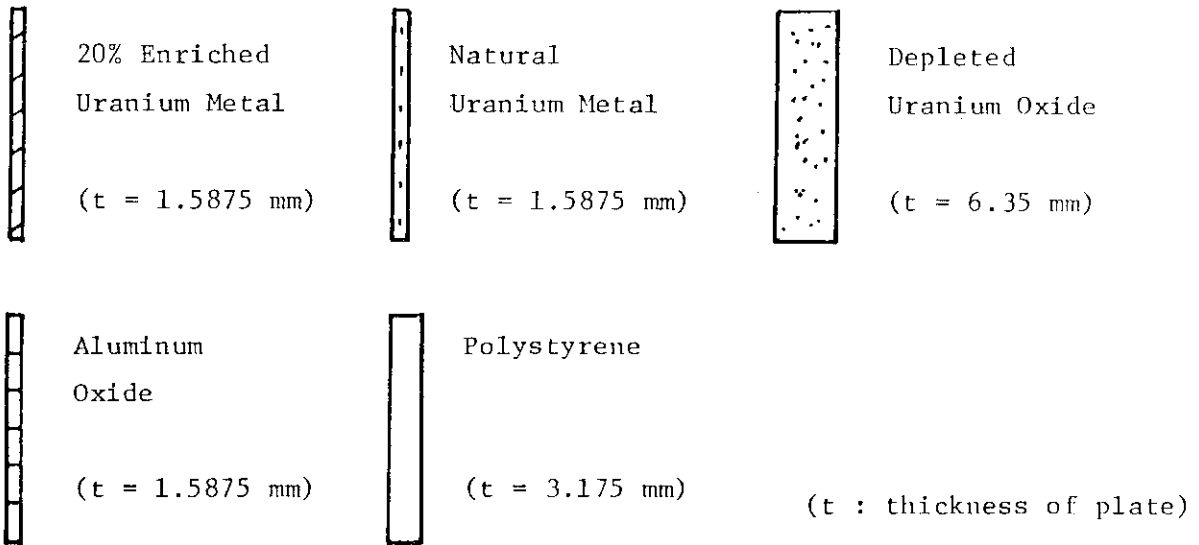 20% Enriched
Uranium Metal
(t = 1.5875 mm)
Natural
Uranium Metal
(t = 1.5875 mm)
Depleted
Uranium Oxide
(t = 6.35 mm)
Aluminum
Oxide
(t = 1.5875 mm)
Polystyrene
(t = 3.175 mm)
(t : thickness of plate)